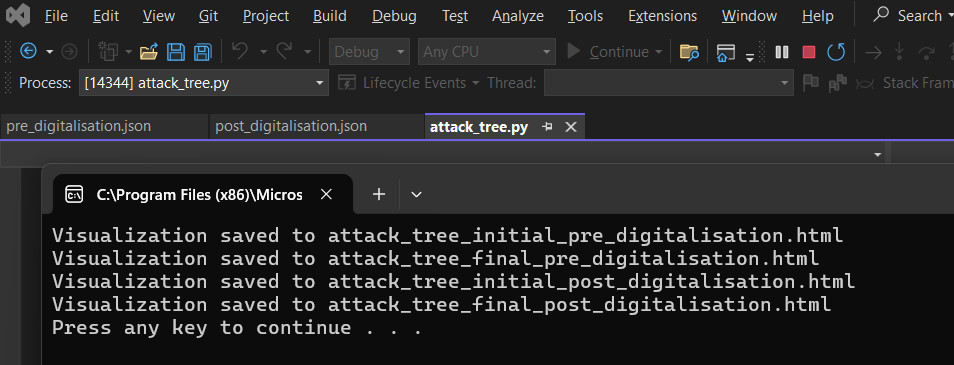 File Edit View Git Project Build Debug Test Analyze Tools Extensions Window Help Search
Debug Any CPU Continue
Process: [14344] attack_tree.py Lifecycle Events Thread: Stack Fram
pre_digitalisation.json post_digitalisation.json attack_tree.py
C:\Program Files (x86)\Micros
Visualization saved to attack_tree_initial_pre_digitalisation.html
Visualization saved to attack_tree_final_pre_digitalisation.html
Visualization saved to attack_tree_initial_post_digitalisation.html
Visualization saved to attack_tree_final_post_digitalisation.html
Press any key to continue . . .